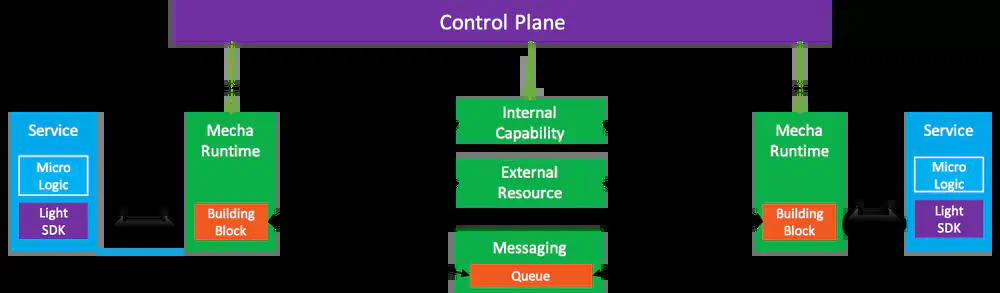 Control Plane
Service
Micro
Logic
Light
SDK
Mecha
Runtime
Building
Block
Internal
Capability
External
Resource
Messaging
Queue
Mecha
Runtime
Building
Block
Service
Micro
Logic
Light
SDK